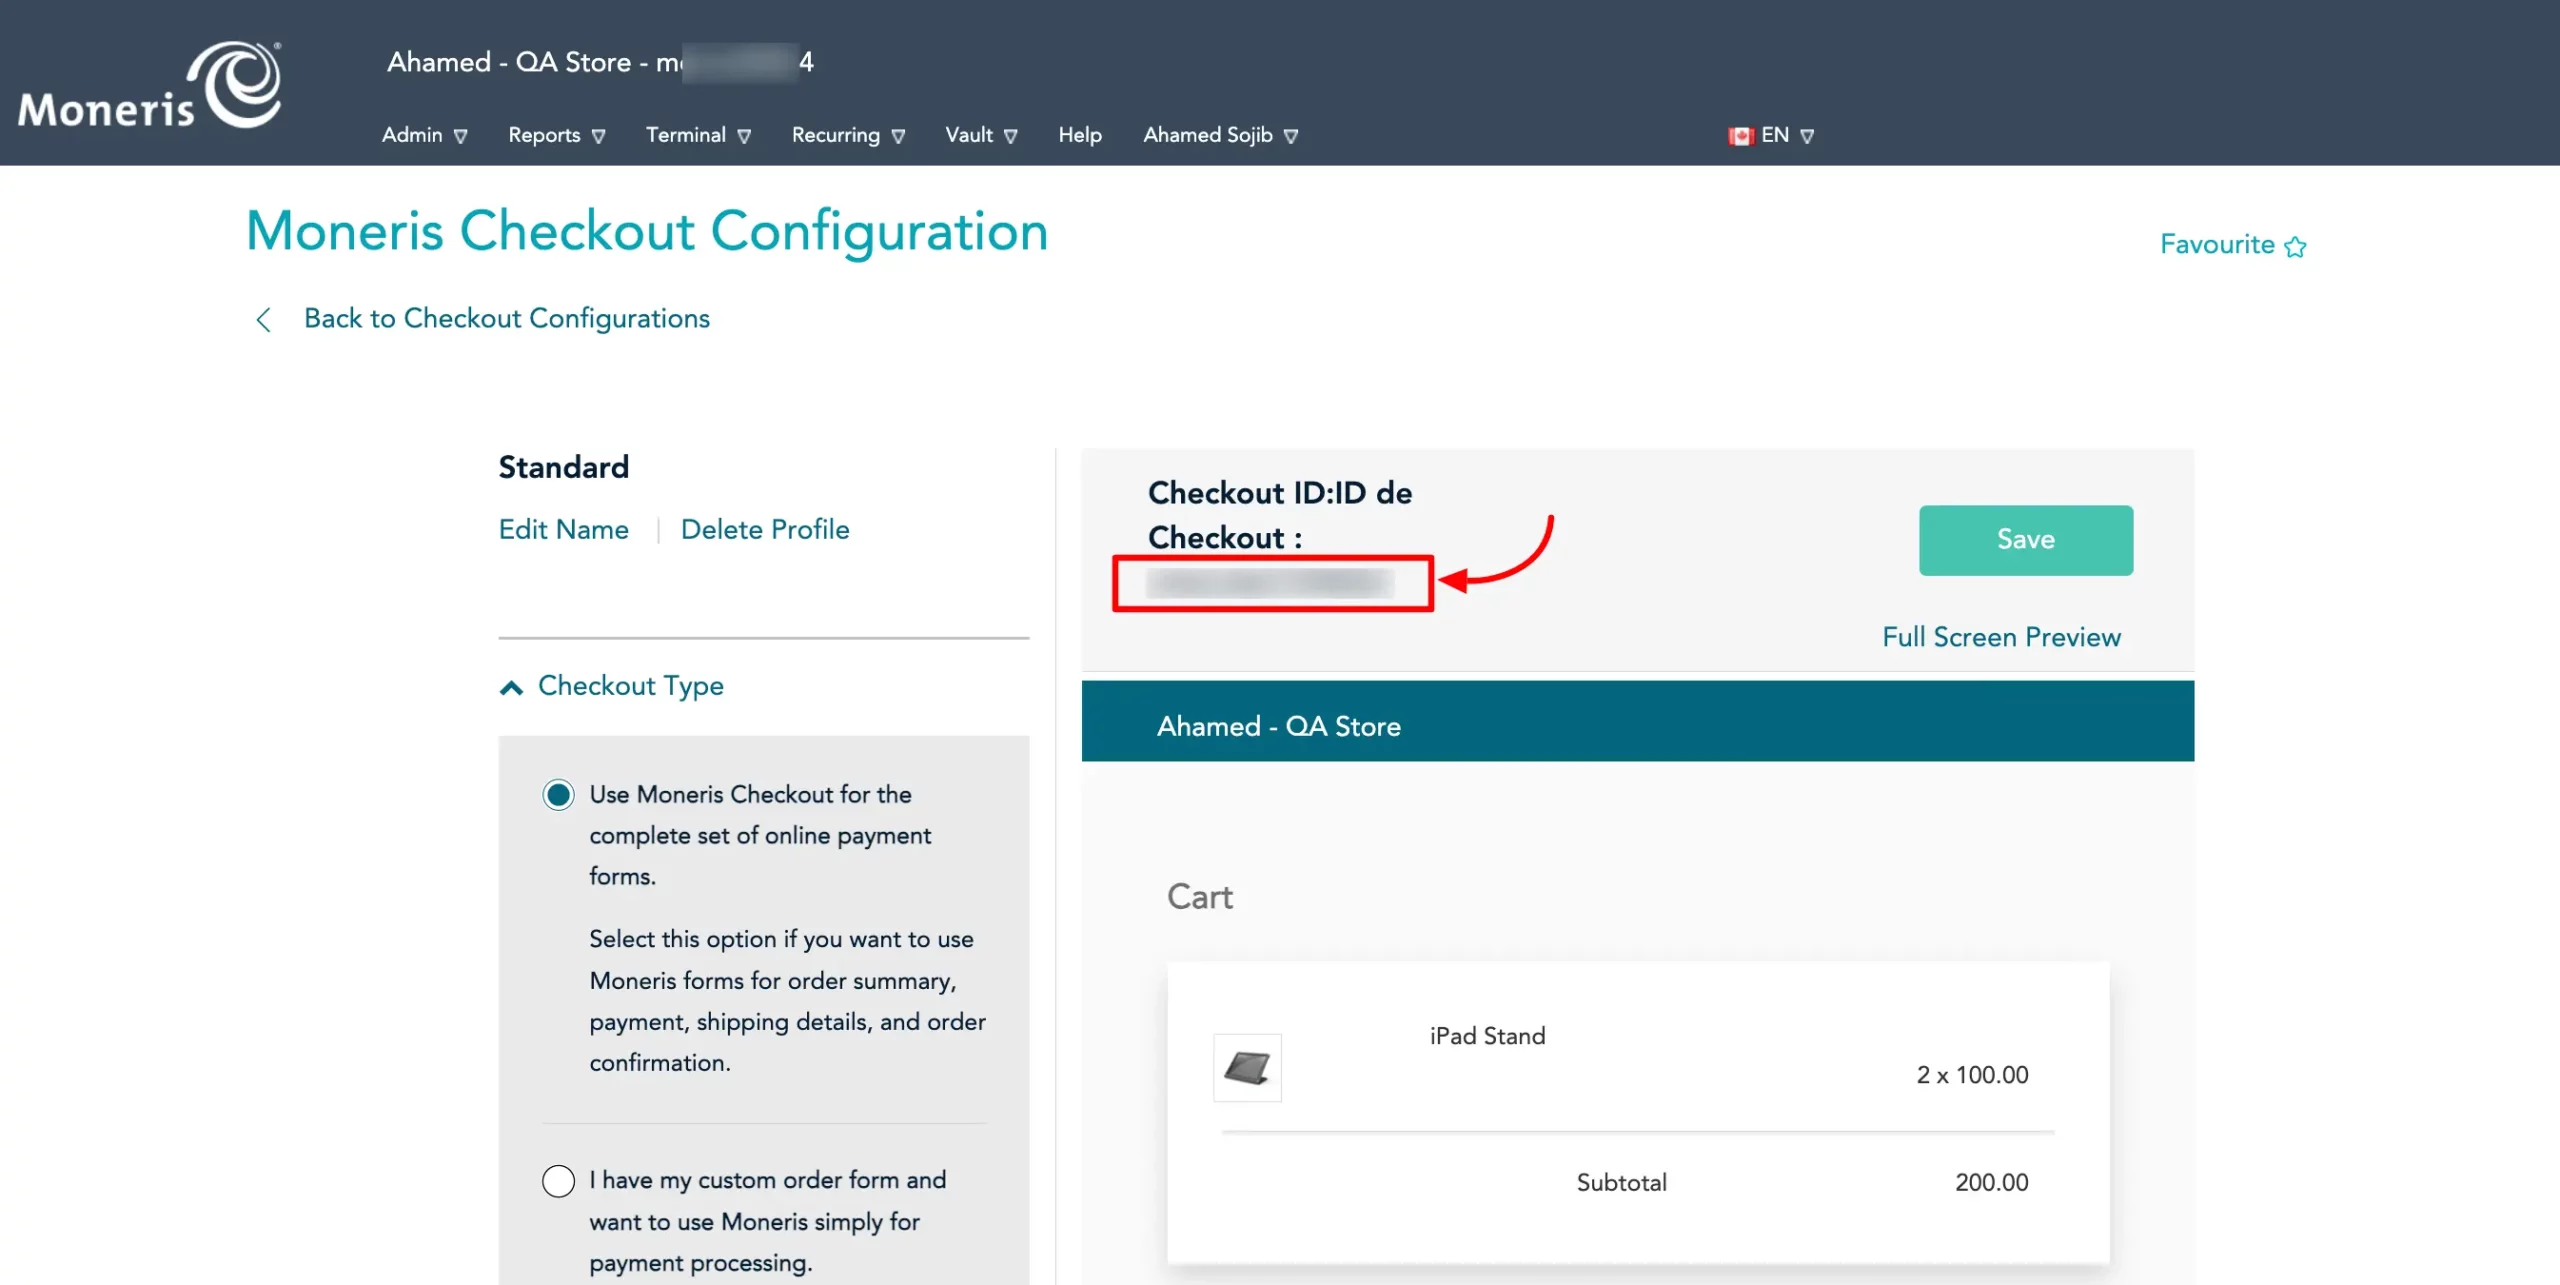 Moneris
Ahamed - QA Store -
Admin Reports Terminal Recurring Vault Help Ahamed Sojib EN
Moneris Checkout Configuration
Favourite
Back to Checkout Configurations
Standard
Edit Name | Delete Profile
Checkout ID:ID de
Checkout :
Save
Full Screen Preview
Checkout Type
Use Moneris Checkout for the
complete set of online payment
forms.
Select this option if you want to use
Moneris forms for order summary,
payment, shipping details, and order
confirmation.
I have my custom order form and
want to use Moneris simply for
payment processing.
Ahamed - QA Store
Cart
iPad Stand
2 x 100.00
Subtotal 200.00